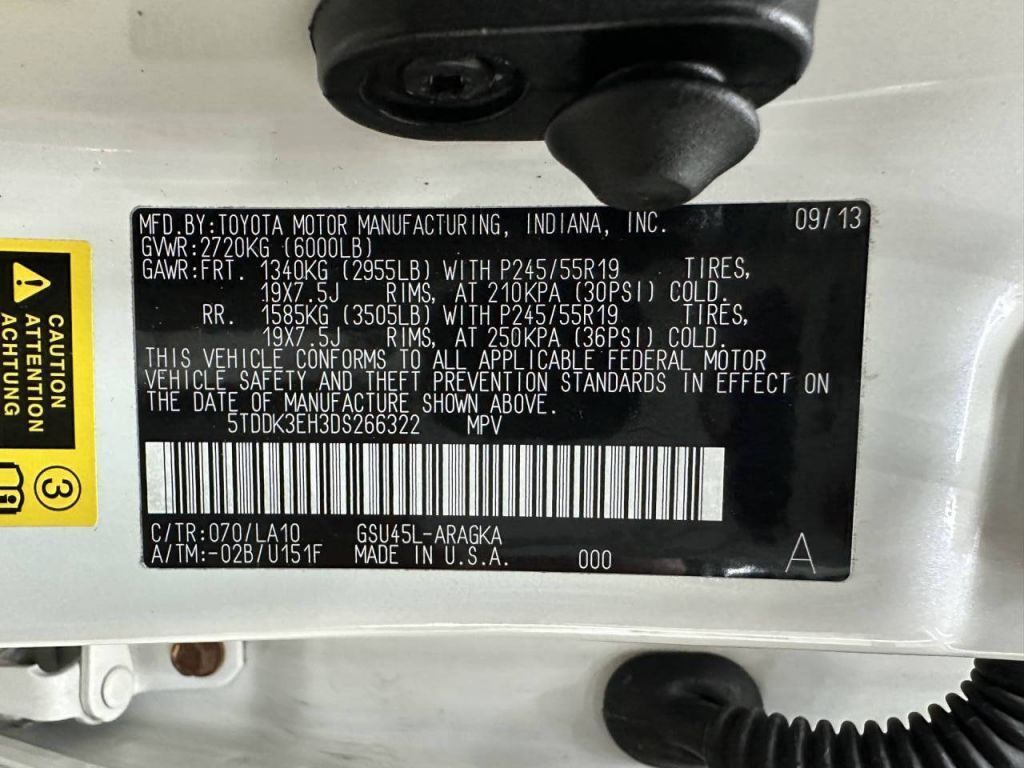 MFD.BY:TOYOTA MOTOR MANUFACTURING, INDIANA, INC. 09/13
GVWR:2720KG (6000LB)
GAWR:FRT. 1340KG (2955LB) WITH P245/55R19 TIRES,
19X7.5J RIMS, AT 210KPA (30PSI) COLD.
RR. 1585KG (3505LB) WITH P245/55R19 TIRES,
19X7.5J RIMS, AT 250KPA (36PSI) COLD.
THIS VEHICLE CONFORMS TO ALL APPLICABLE FEDERAL MOTOR
VEHICLE SAFETY AND THEFT PREVENTION STANDARDS IN EFFECT ON
THE DATE OF MANUFACTURE SHOWN ABOVE.
5TDDK3EH3DS266322 MPV
C/TR:070/LA10 GSU45L-ARAGKA
A/TM:-02B/U151F MADE IN U.S.A. 000 A
CAUTION
ATTENTION
ACHTUNG
3